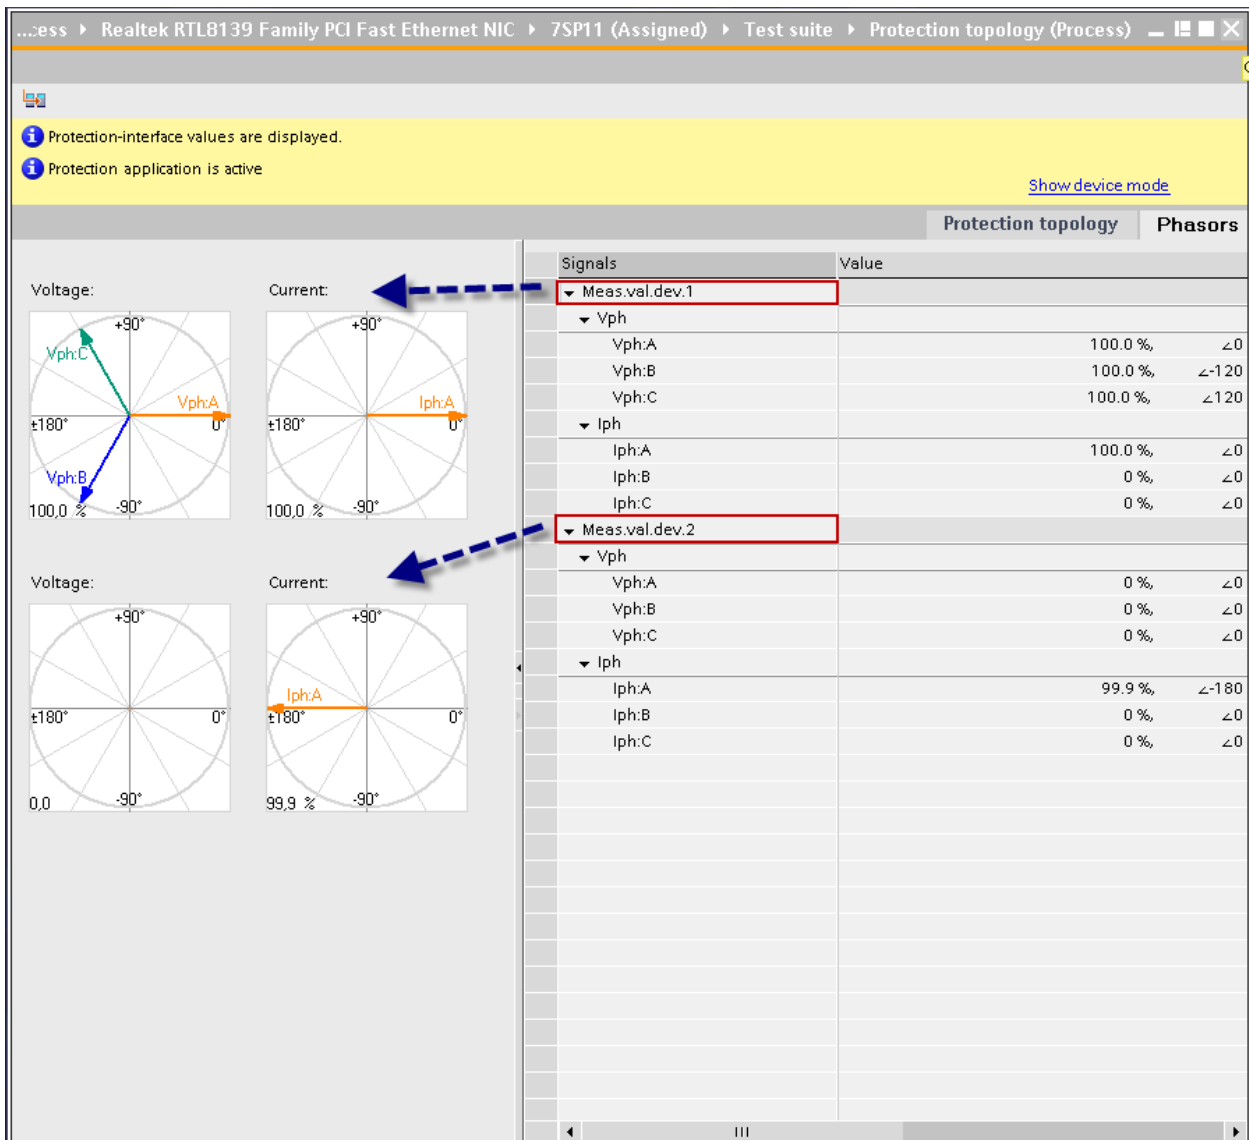 ...:ess ▸ Realtek RTL8139 Family PCI Fast Ethernet NIC ▸ 7SP11 (Assigned) ▸ Test suite ▸ Protection topology (Process)
Protection-interface values are displayed.
Protection application is active
Show device mode
Protection topology Phasors
Signals Value
Voltage: Current:
+90° Vph:C Vph:A ±180° 0° Vph:B -90° 100,0 %
+90° Iph:A ±180° 0° -90° 100,0 %
Meas.val.dev.1
Vph
Vph:A 100.0 %, ∠0
Vph:B 100.0 %, ∠-120
Vph:C 100.0 %, ∠120
Iph
Iph:A 100.0 %, ∠0
Iph:B 0 %, ∠0
Iph:C 0 %, ∠0
Voltage: Current:
+90° ±180° 0° -90° 0,0
+90° Iph:A ±180° 0° -90° 99,9 %
Meas.val.dev.2
Vph
Vph:A 0 %, ∠0
Vph:B 0 %, ∠0
Vph:C 0 %, ∠0
Iph
Iph:A 99.9 %, ∠-180
Iph:B 0 %, ∠0
Iph:C 0 %, ∠0